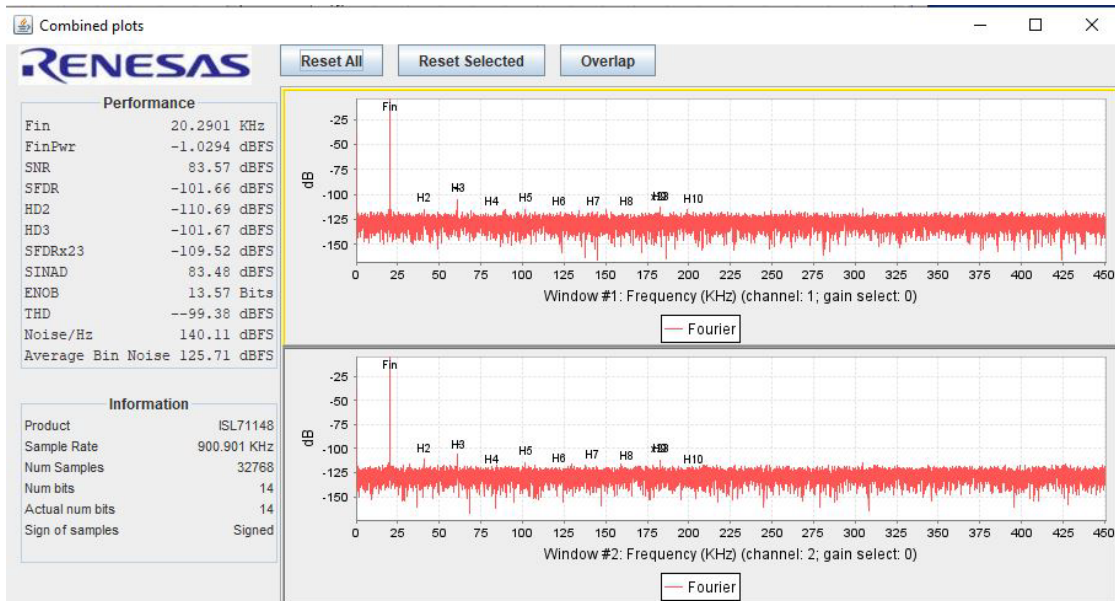 Combined plots
RENESAS
Reset All Reset Selected Overlap
Performance
Fin 20.2901 KHz
FinPwr -1.0294 dBFS
SNR 83.57 dBFS
SFDR -101.66 dBFS
HD2 -110.69 dBFS
HD3 -101.67 dBFS
SFDRx23 -109.52 dBFS
SINAD 83.48 dBFS
ENOB 13.57 Bits
THD --99.38 dBFS
Noise/Hz 140.11 dBFS
Average Bin Noise 125.71 dBFS
Information
Product ISL71148
Sample Rate 900.901 KHz
Num Samples 32768
Num bits 14
Actual num bits 14
Sign of samples Signed
Fin
dB
-25
-50
-75
-100
-125
-150
H2 H3 H4 H5 H6 H7 H8 H10
0 25 50 75 100 125 150 175 200 225 250 275 300 325 350 375 400 425 450
Window #1: Frequency (KHz) (channel: 1; gain select: 0)
Fourier
Fin
dB
-25
-50
-75
-100
-125
-150
H2 H3 H4 H5 H6 H7 H8 H10
0 25 50 75 100 125 150 175 200 225 250 275 300 325 350 375 400 425 450
Window #2: Frequency (KHz) (channel: 2; gain select: 0)
Fourier